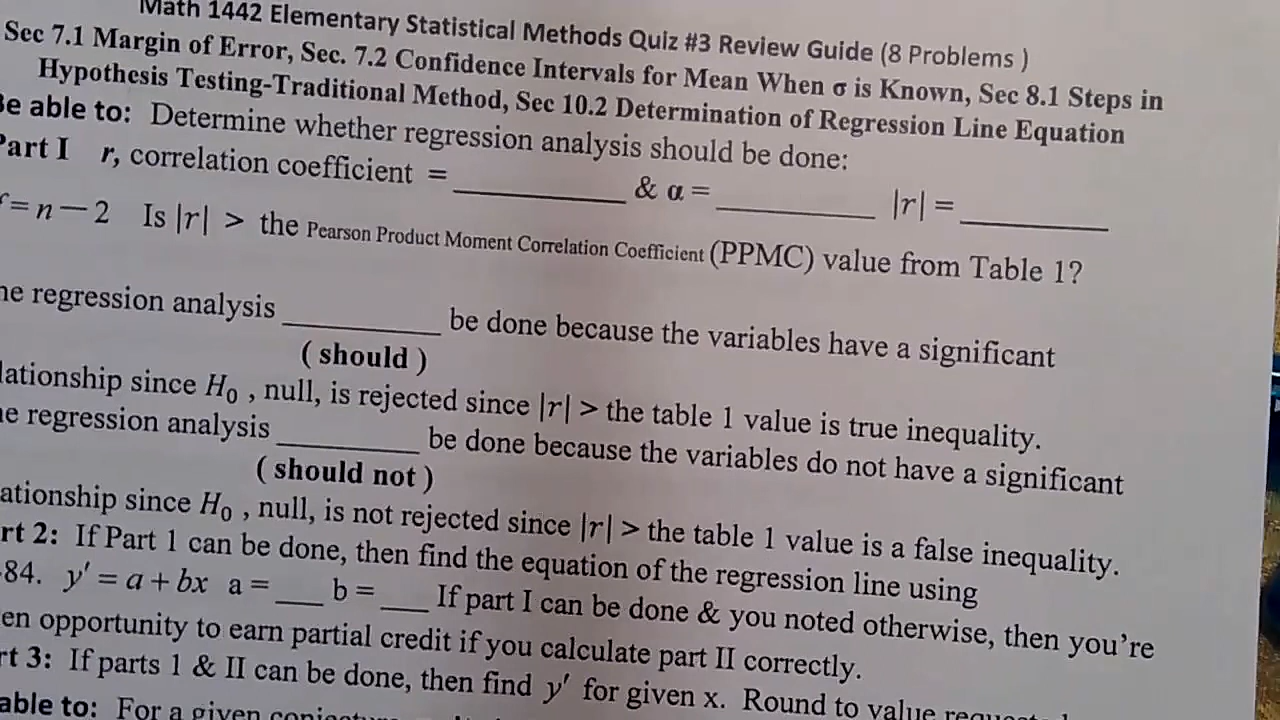 Math 1442 Elementary Statistical Methods Quiz #3 Review Guide (8 Problems )
Sec 7.1 Margin of Error, Sec. 7.2 Confidence Intervals for Mean When σ is Known, Sec 8.1 Steps in
Hypothesis Testing-Traditional Method, Sec 10.2 Determination of Regression Line Equation
Be able to: Determine whether regression analysis should be done:
Part I r, correlation coefficient = ____________ & α = ___________ |r| = ___________
= n — 2 Is |r| > the Pearson Product Moment Correlation Coefficient (PPMC) value from Table 1?
regression analysis ___________ be done because the variables have a significant
( should )
since H₀ , null, is rejected since |r| > the table 1 value is true inequality.
regression analysis __________ be done because the variables do not have a significant
( should not )
since H₀ , null, is not rejected since |r| > the table 1 value is a false inequality.
2: If Part 1 can be done, then find the equation of the regression line using
84. y' = a + bx a = ___ b = ___ If part I can be done & you noted otherwise, then you're
opportunity to earn partial credit if you calculate part II correctly.
3: If parts 1 & II can be done, then find y' for given x. Round to value
able to: For a given